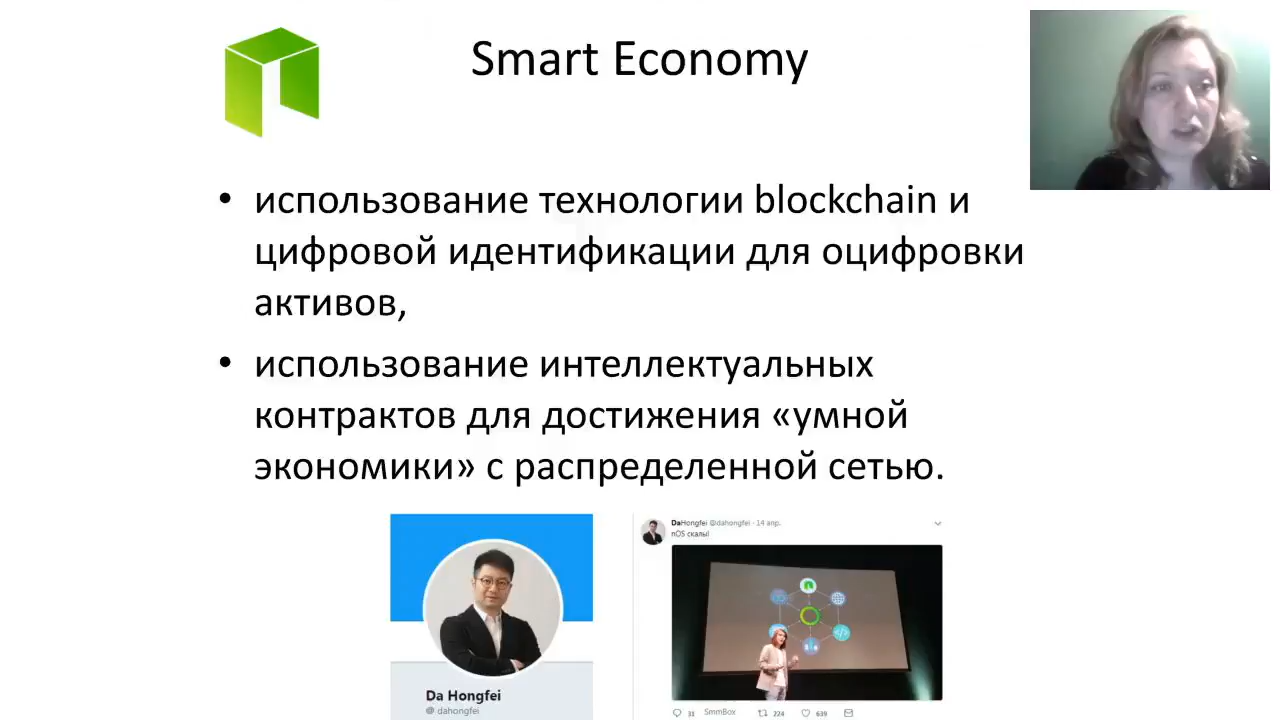 Smart Economy
• использование технологии blockchain и
цифровой идентификации для оцифровки
активов,
• использование интеллектуальных
контрактов для достижения «умной
экономики» с распределенной сетью.
Da Hongfei
@ dahongfei
DaHongfei @dahongfei · 14 апр.
nOS скалы!
31 SmmBox 224 639